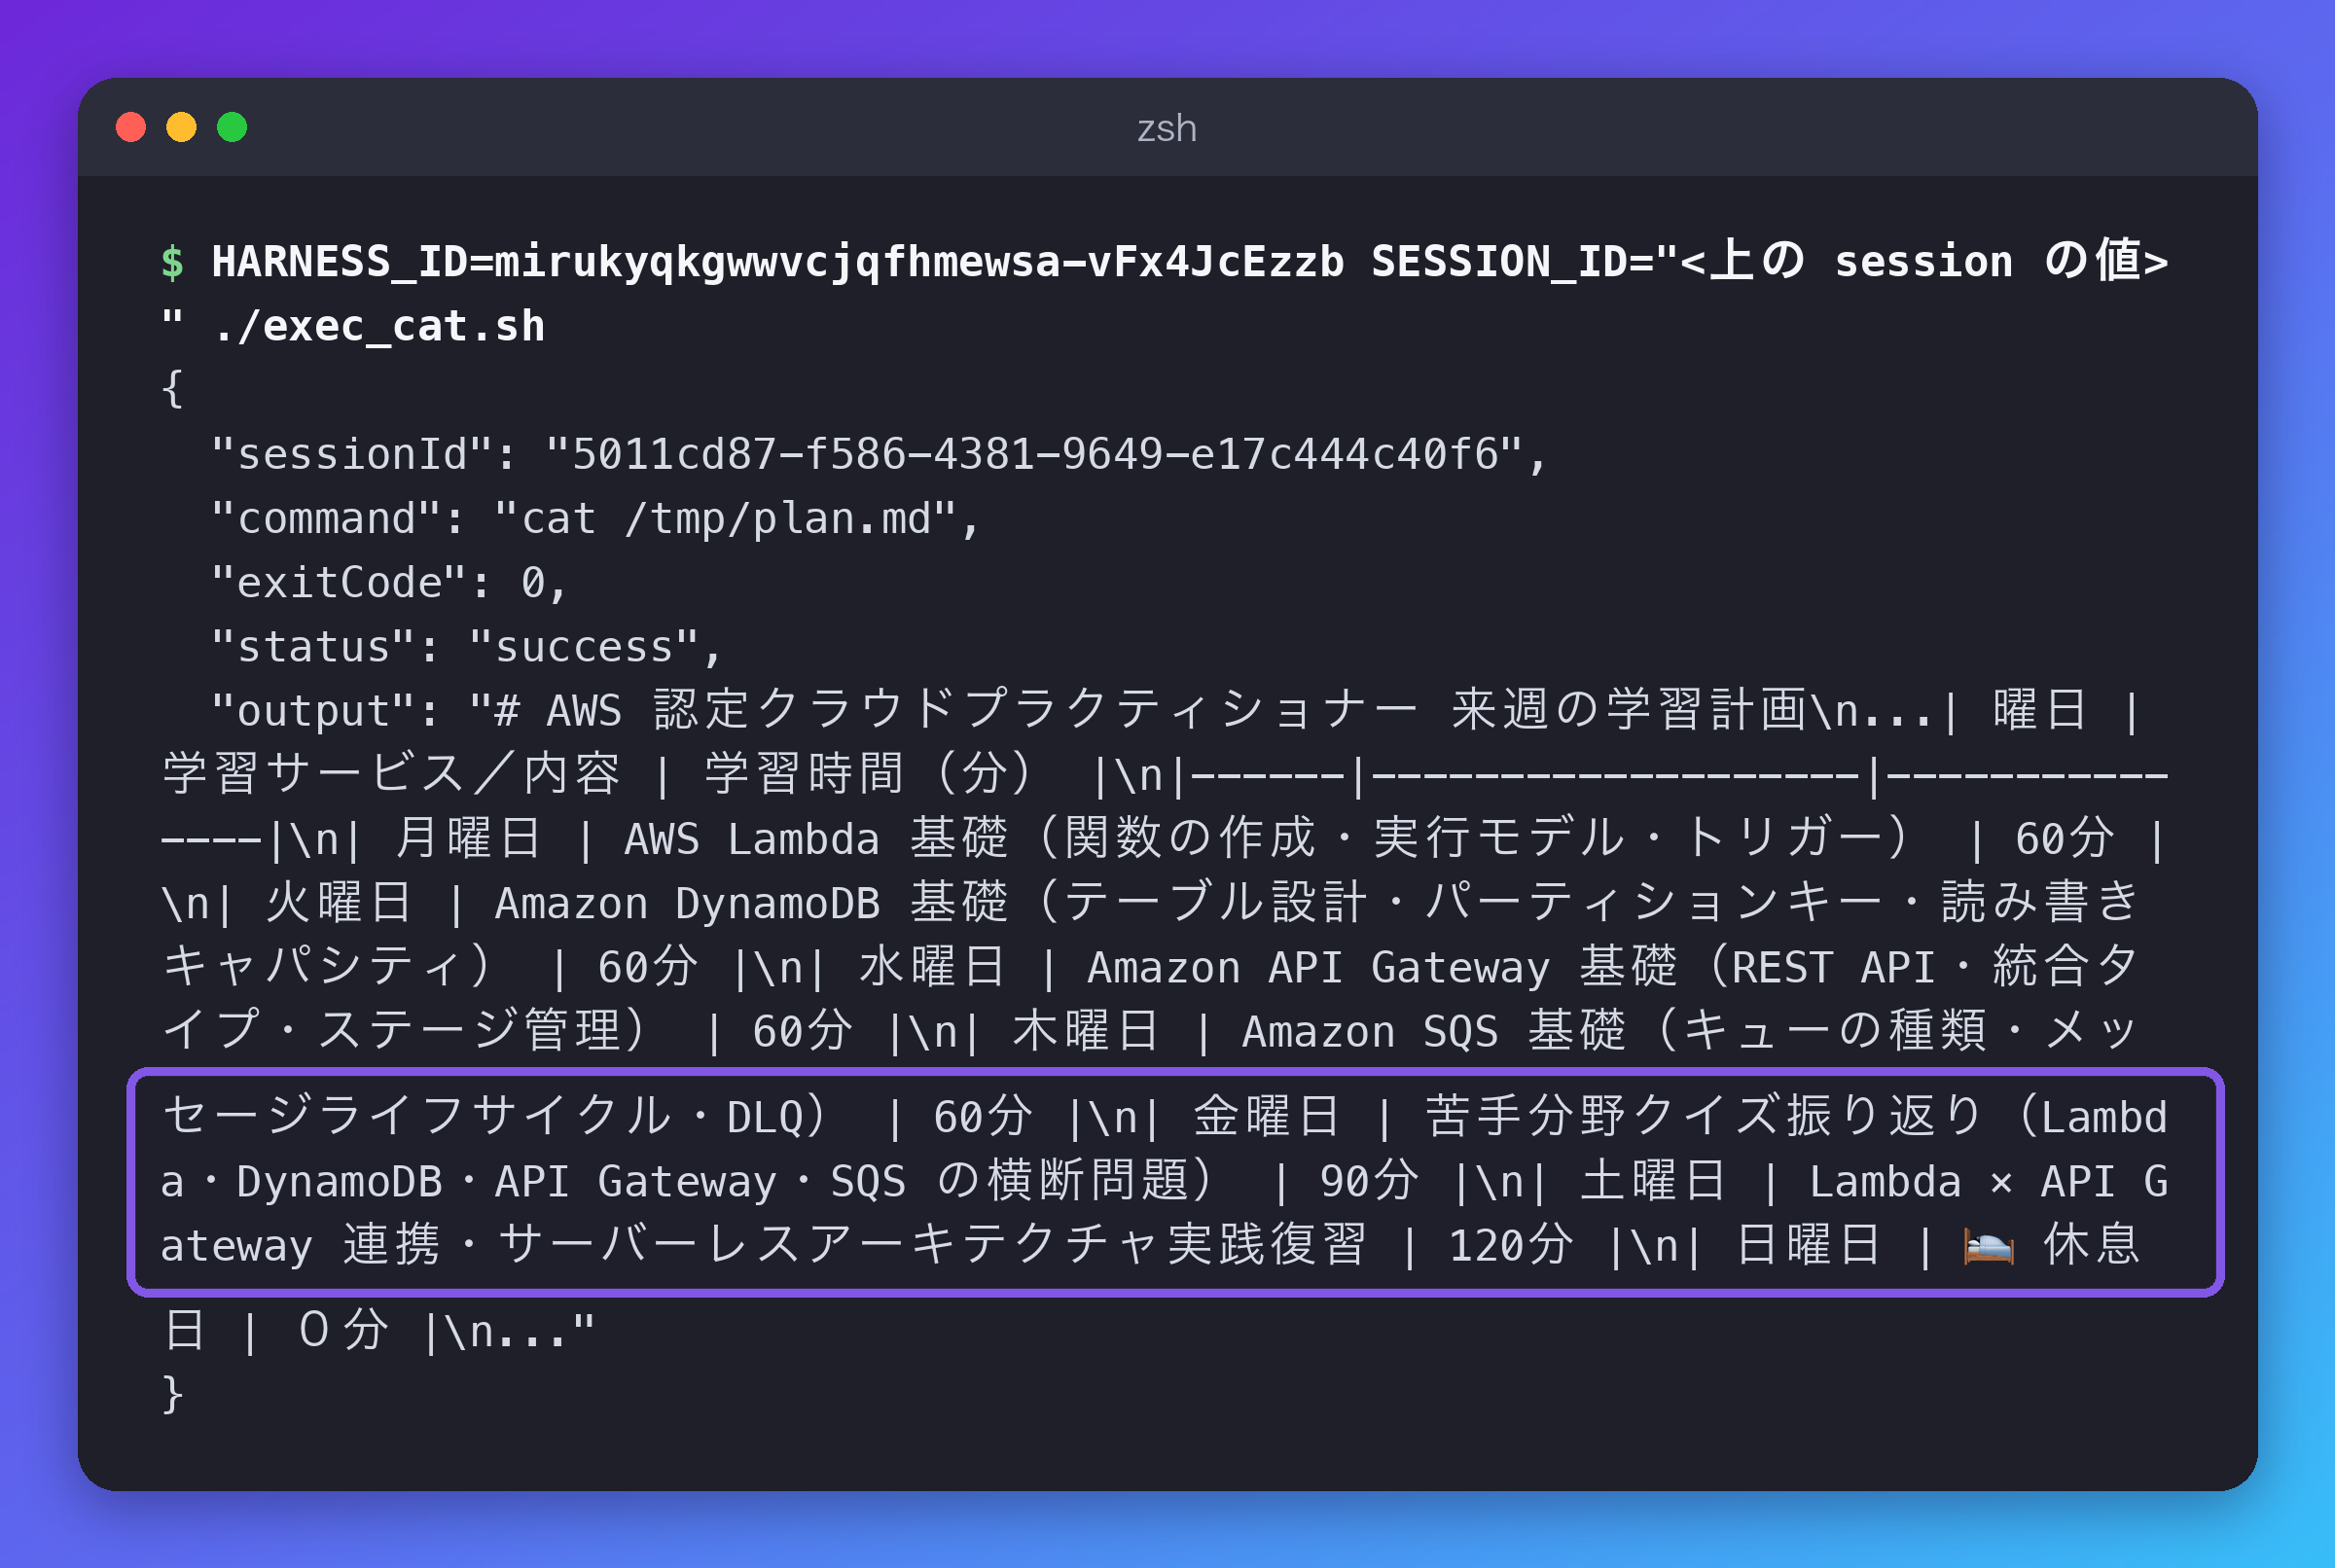 zsh
$ HARNESS_ID=mirukyqkgwwvcjqfhmewsa-vFx4JcEzzb SESSION_ID="<上の session の値>
" ./exec_cat.sh
{
  "sessionId": "5011cd87-f586-4381-9649-e17c444c40f6",
  "command": "cat /tmp/plan.md",
  "exitCode": 0,
  "status": "success",
  "output": "# AWS 認定クラウドプラクティショナー 来週の学習計画\n...| 曜日 |
学習サービス／内容 | 学習時間（分） |\n|------|-------------------|-----------
----|\n| 月曜日 | AWS Lambda 基礎（関数の作成・実行モデル・トリガー） | 60分 |
\n| 火曜日 | Amazon DynamoDB 基礎（テーブル設計・パーティションキー・読み書き
キャパシティ） | 60分 |\n| 水曜日 | Amazon API Gateway 基礎（REST API・統合タ
イプ・ステージ管理） | 60分 |\n| 木曜日 | Amazon SQS 基礎（キューの種類・メッ
セージライフサイクル・DLQ） | 60分 |\n| 金曜日 | 苦手分野クイズ振り返り（Lambd
a・DynamoDB・API Gateway・SQS の横断問題） | 90分 |\n| 土曜日 | Lambda × API G
ateway 連携・サーバーレスアーキテクチャ実践復習 | 120分 |\n| 日曜日 | 🛌 休息
日 | ０分 |\n..."
}